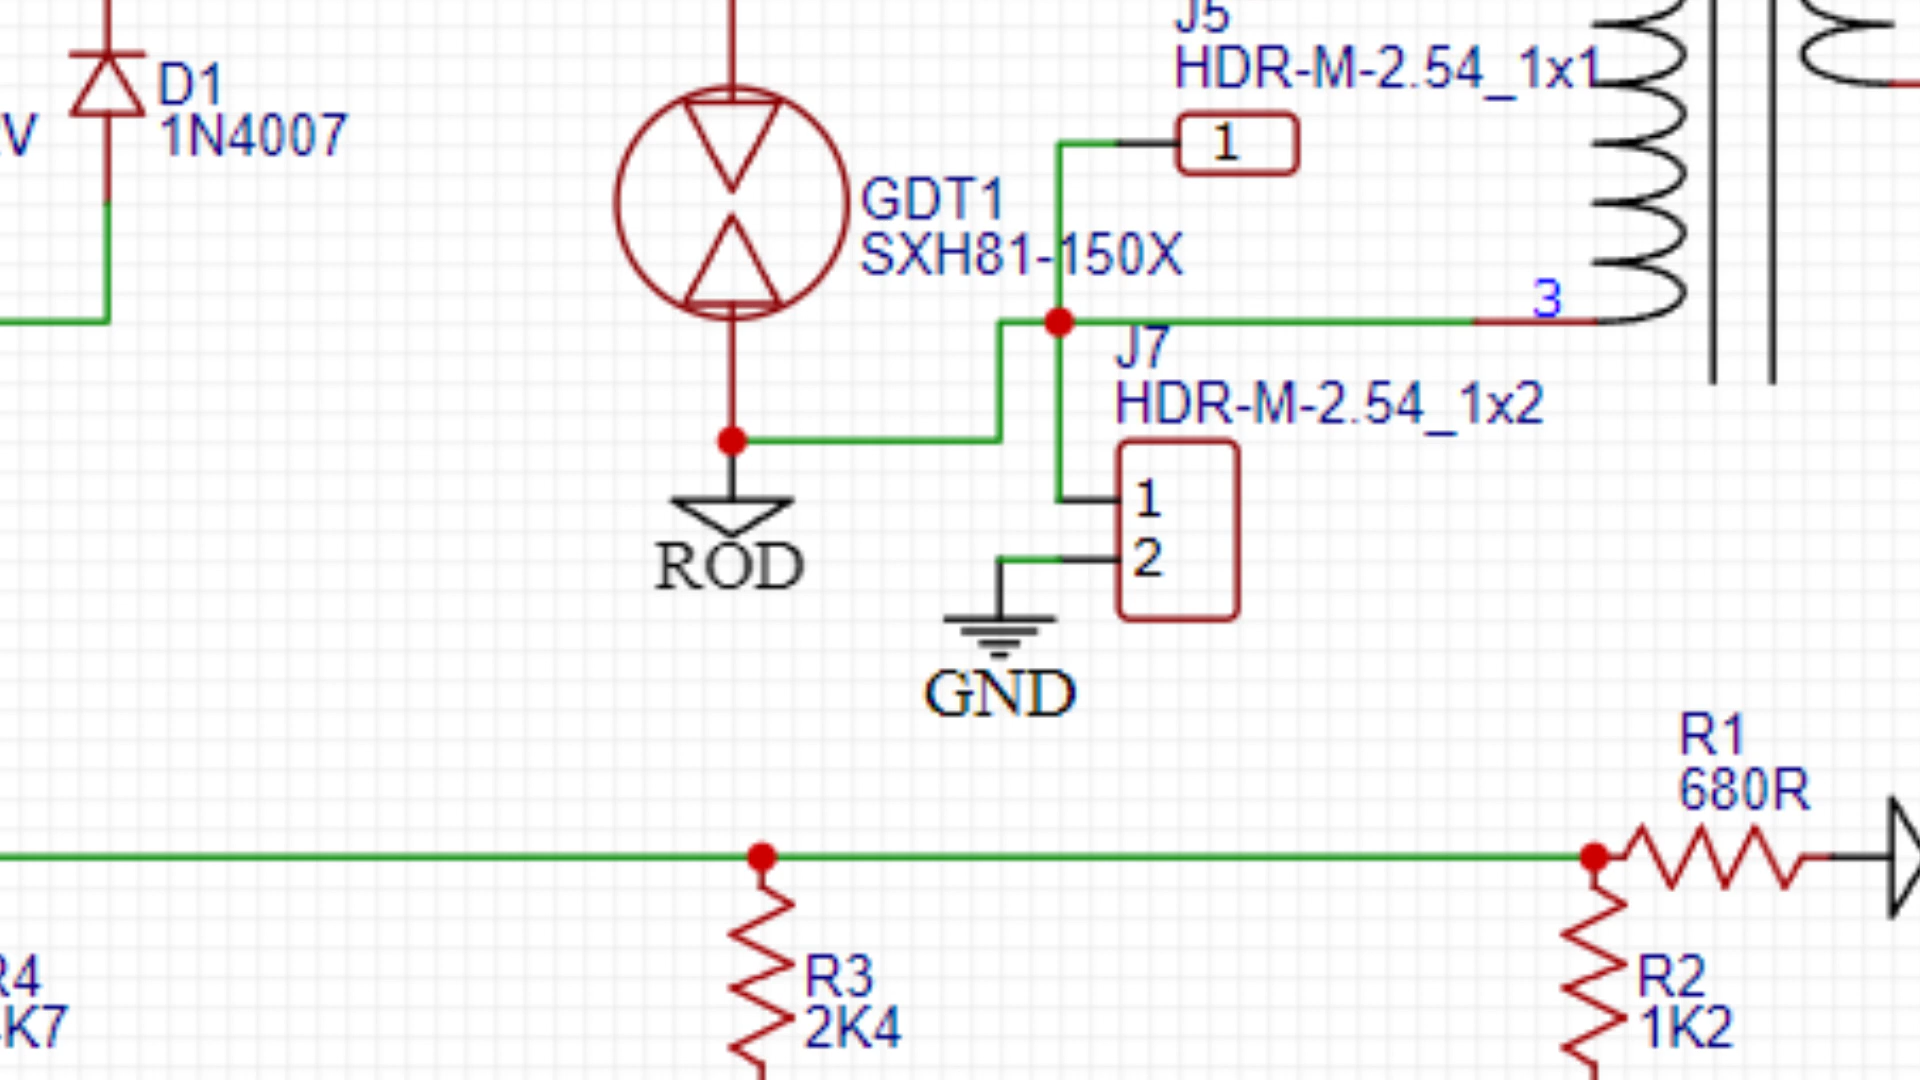 J5
HDR-M-2.54_1x1
1
D1
1N4007
V
GDT1
SXH81-150X
3
J7
HDR-M-2.54_1x2
1
2
ROD
GND
R1
680R
R4
K7
R3
2K4
R2
1K2